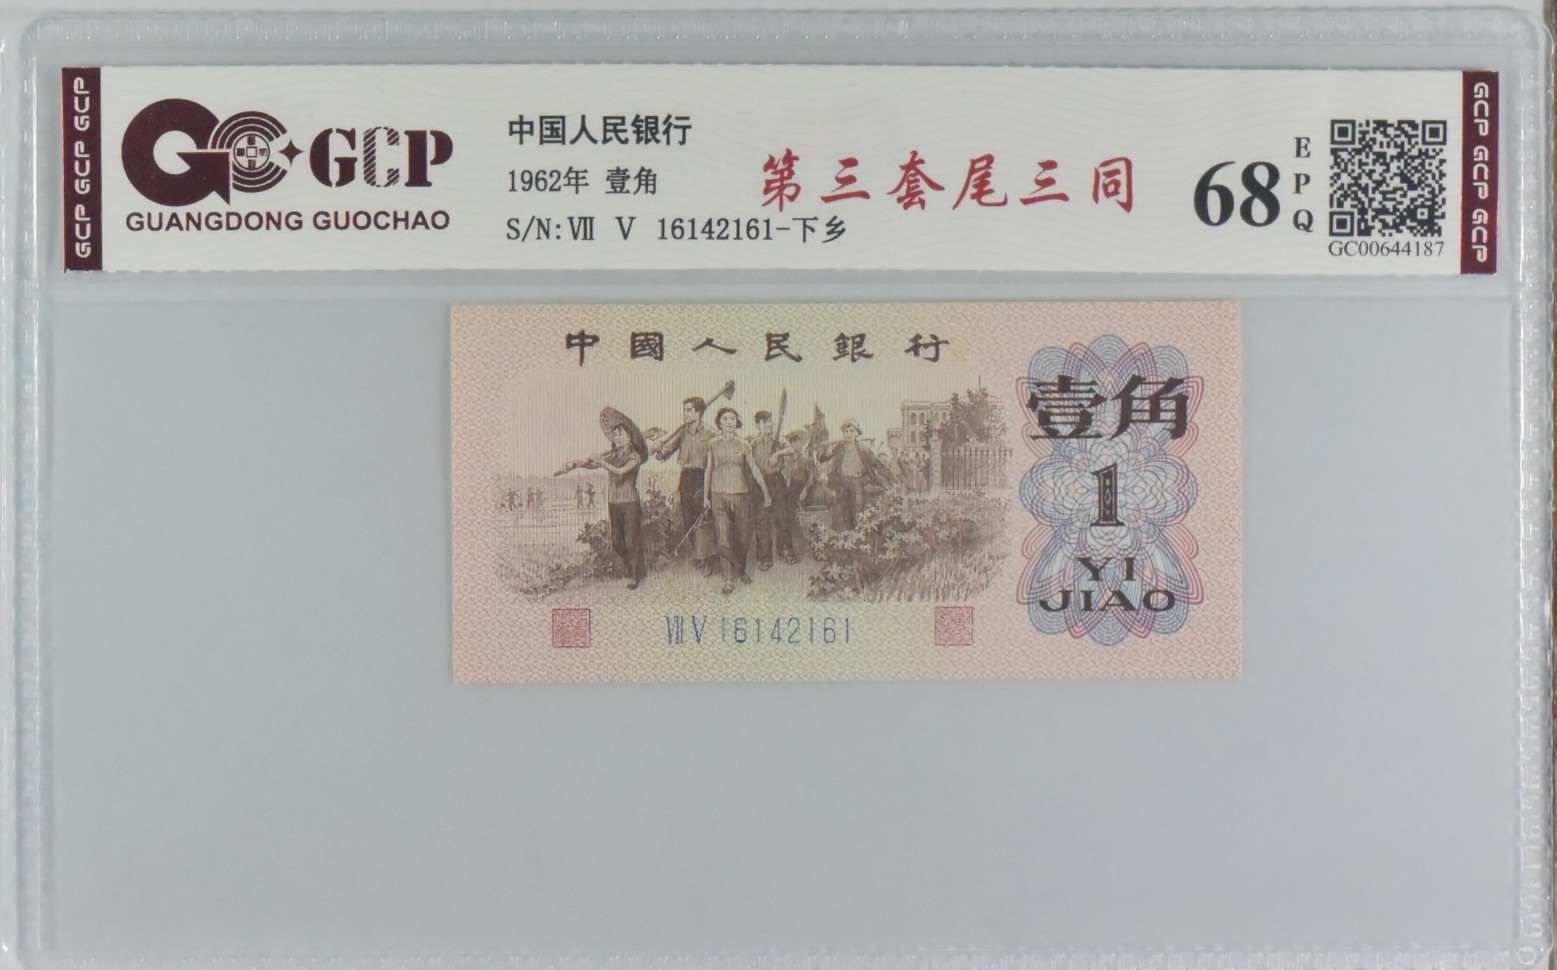 GCP GCP GCP
GCP
GUANGDONG GUOCHAO
中国人民银行
1962年 壹角
S/N: Ⅶ Ⅴ 16142161-下乡
第三套尾三同
68
EPQ
GC00644187
GCP GCP GCP
中國人民銀行
壹角
1
YI
JIAO
Ⅷ Ⅴ 16142161